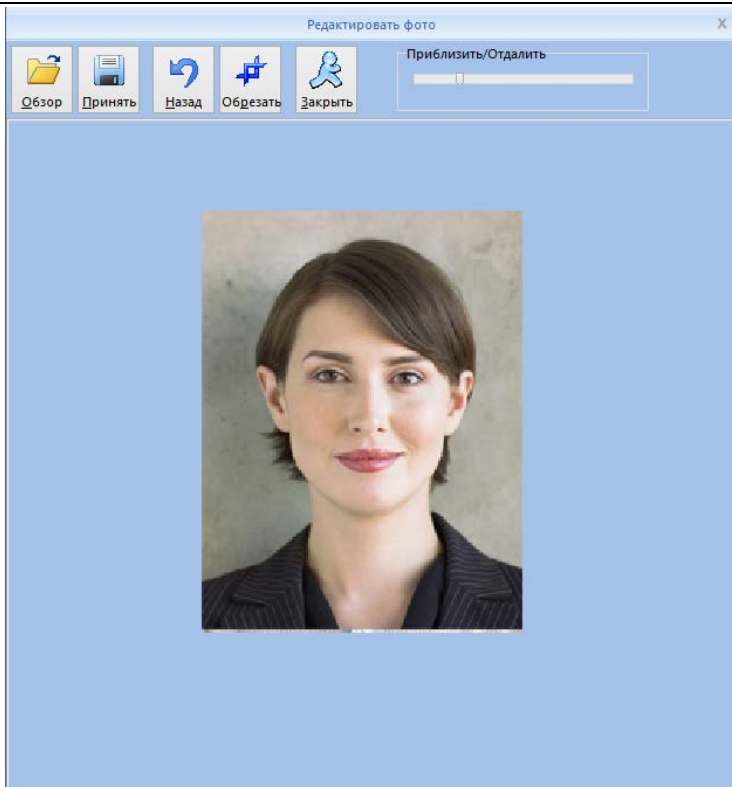 Редактировать фото
X
Приблизить/Отдалить
Обзор Принять Назад Обрезать Закрыть